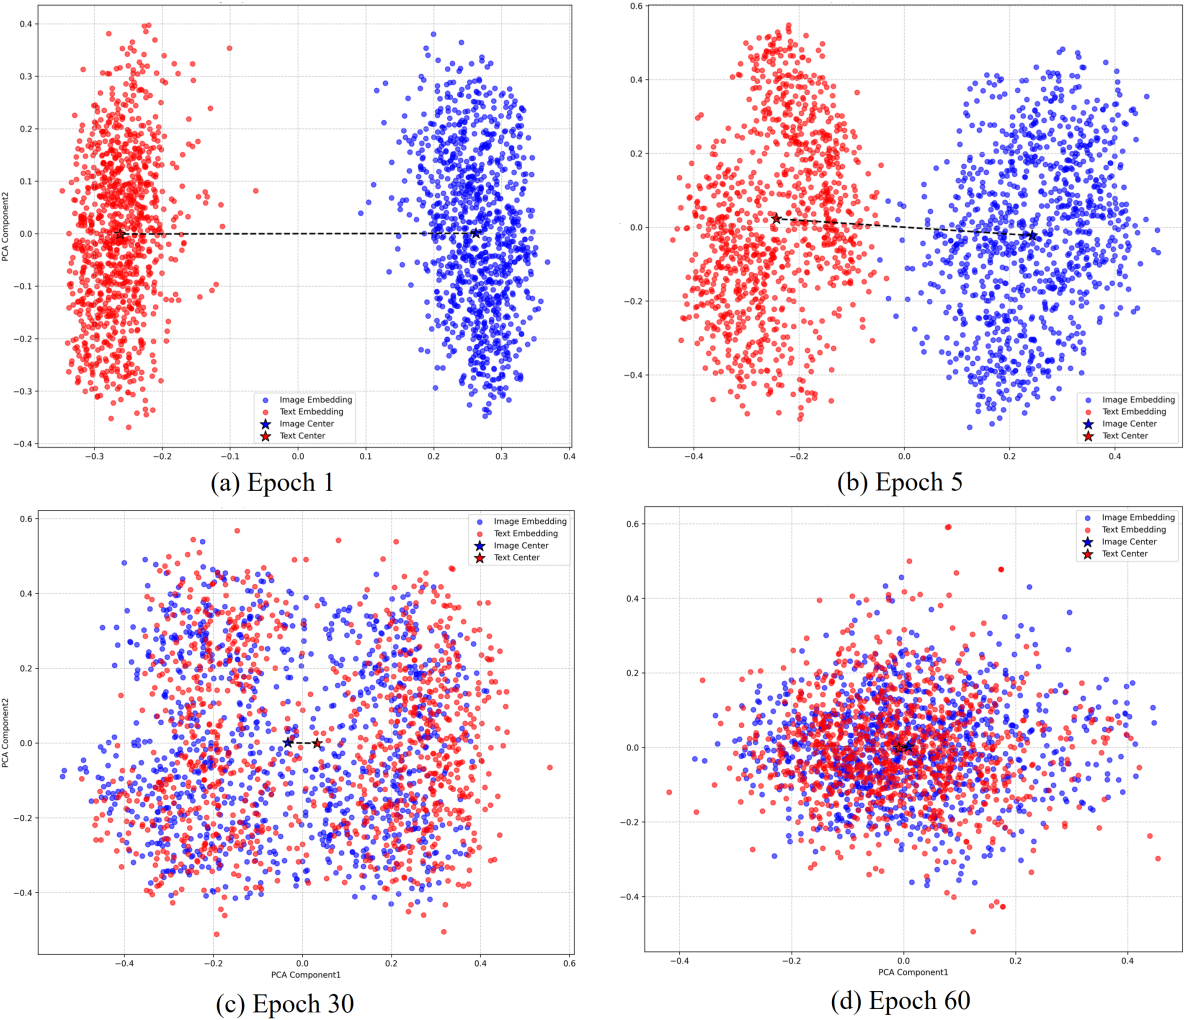 0.4
0.3
0.2
0.1
0.0
−0.1
−0.2
−0.3
−0.4
PCA Component2
Image Embedding
Text Embedding
Image Center
Text Center
−0.3 −0.2 −0.1 0.0 0.1 0.2 0.3 0.4
(a) Epoch 1
0.6
0.4
0.2
0.0
−0.2
−0.4
Image Embedding
Text Embedding
Image Center
Text Center
−0.4 −0.2 0.0 0.2 0.4
(b) Epoch 5
0.6
0.4
0.2
0.0
−0.2
−0.4
PCA Component2
Image Embedding
Text Embedding
Image Center
Text Center
−0.4 −0.2 0.0 0.2 0.4 0.6
PCA Component1
(c) Epoch 30
0.6
0.4
0.2
0.0
−0.2
−0.4
Image Embedding
Text Embedding
Image Center
Text Center
−0.4 −0.2 0.0 0.2 0.4
PCA Component1
(d) Epoch 60